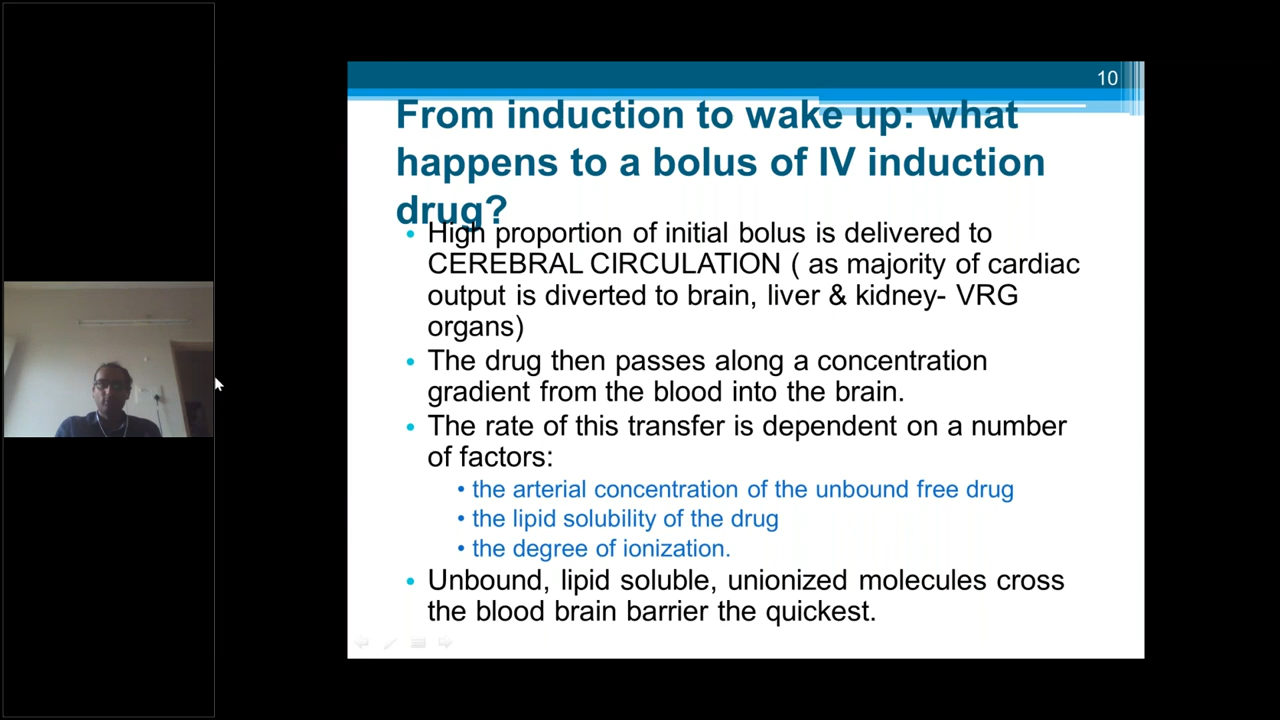 10
From induction to wake up: what
happens to a bolus of IV induction
drug?
• High proportion of initial bolus is delivered to
CEREBRAL CIRCULATION ( as majority of cardiac
output is diverted to brain, liver & kidney- VRG
organs)
• The drug then passes along a concentration
gradient from the blood into the brain.
• The rate of this transfer is dependent on a number
of factors:
• the arterial concentration of the unbound free drug
• the lipid solubility of the drug
• the degree of ionization.
• Unbound, lipid soluble, unionized molecules cross
the blood brain barrier the quickest.